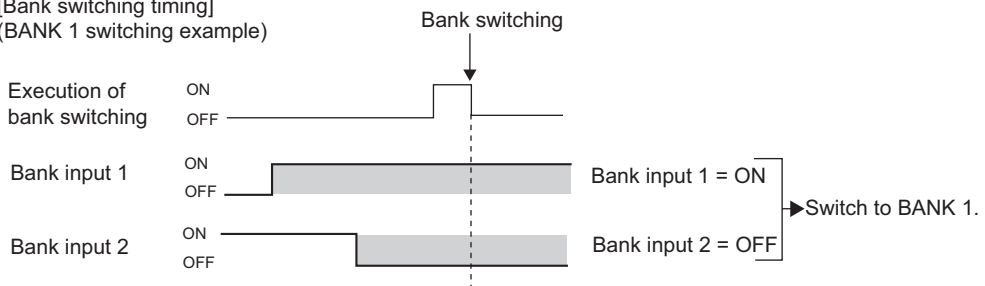 [Bank switching timing]
(BANK 1 switching example)
Bank switching
Execution of
bank switching
ON
OFF
Bank input 1
ON
OFF
Bank input 1 = ON
Switch to BANK 1.
Bank input 2
ON
OFF
Bank input 2 = OFF